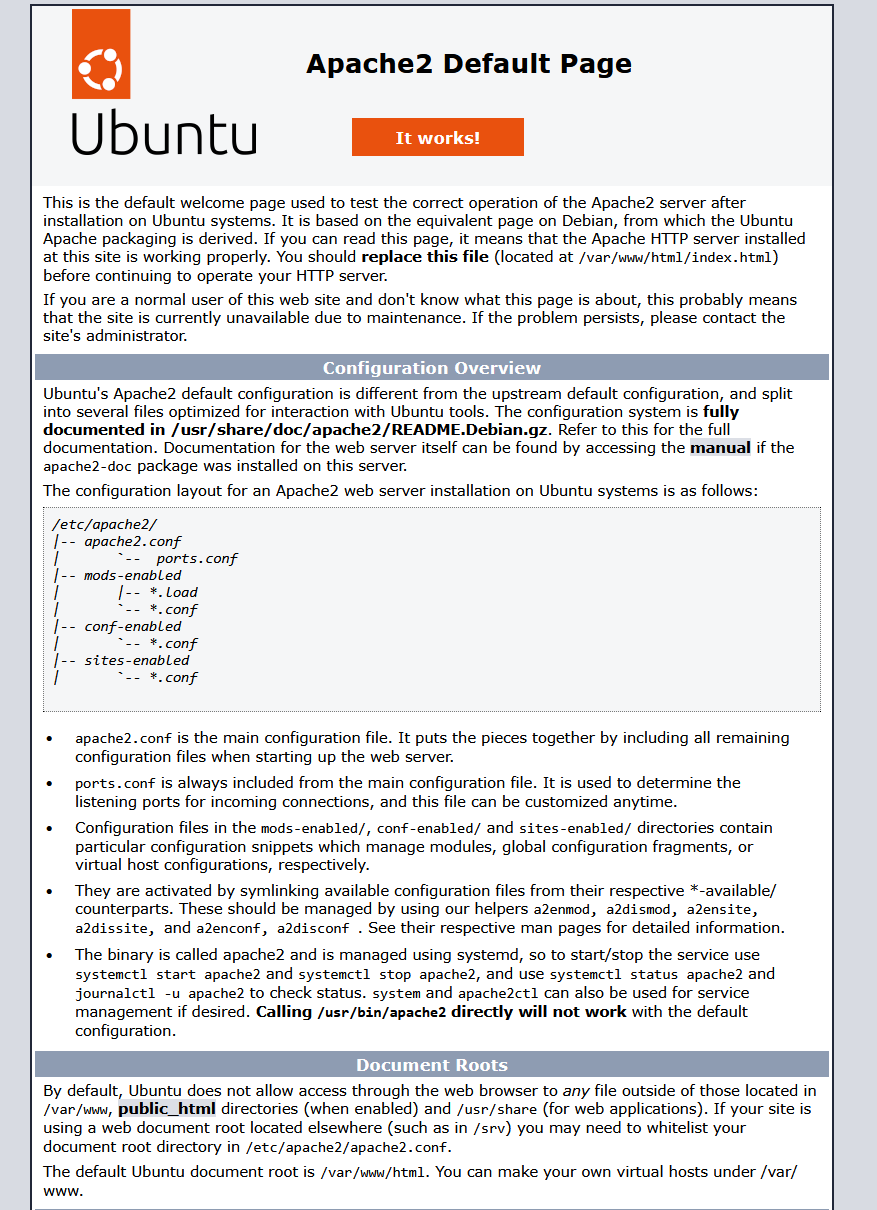 Ubuntu
Apache2 Default Page
It works!
This is the default welcome page used to test the correct operation of the Apache2 server after
installation on Ubuntu systems. It is based on the equivalent page on Debian, from which the Ubuntu
Apache packaging is derived. If you can read this page, it means that the Apache HTTP server installed
at this site is working properly. You should replace this file (located at /var/www/html/index.html)
before continuing to operate your HTTP server.
If you are a normal user of this web site and don't know what this page is about, this probably means
that the site is currently unavailable due to maintenance. If the problem persists, please contact the
site's administrator.
Configuration Overview
Ubuntu's Apache2 default configuration is different from the upstream default configuration, and split
into several files optimized for interaction with Ubuntu tools. The configuration system is fully
documented in /usr/share/doc/apache2/README.Debian.gz. Refer to this for the full
documentation. Documentation for the web server itself can be found by accessing the manual if the
apache2-doc package was installed on this server.
The configuration layout for an Apache2 web server installation on Ubuntu systems is as follows:
/etc/apache2/
|-- apache2.conf
|       `--  ports.conf
|-- mods-enabled
|       |-- *.load
|       `-- *.conf
|-- conf-enabled
|       `-- *.conf
|-- sites-enabled
|       `-- *.conf
• apache2.conf is the main configuration file. It puts the pieces together by including all remaining
configuration files when starting up the web server.
• ports.conf is always included from the main configuration file. It is used to determine the
listening ports for incoming connections, and this file can be customized anytime.
• Configuration files in the mods-enabled/, conf-enabled/ and sites-enabled/ directories contain
particular configuration snippets which manage modules, global configuration fragments, or
virtual host configurations, respectively.
• They are activated by symlinking available configuration files from their respective *-available/
counterparts. These should be managed by using our helpers a2enmod, a2dismod, a2ensite,
a2dissite, and a2enconf, a2disconf . See their respective man pages for detailed information.
• The binary is called apache2 and is managed using systemd, so to start/stop the service use
systemctl start apache2 and systemctl stop apache2, and use systemctl status apache2 and
journalctl -u apache2 to check status. system and apache2ctl can also be used for service
management if desired. Calling /usr/bin/apache2 directly will not work with the default
configuration.
Document Roots
By default, Ubuntu does not allow access through the web browser to any file outside of those located in
/var/www, public_html directories (when enabled) and /usr/share (for web applications). If your site is
using a web document root located elsewhere (such as in /srv) you may need to whitelist your
document root directory in /etc/apache2/apache2.conf.
The default Ubuntu document root is /var/www/html. You can make your own virtual hosts under /var/
www.